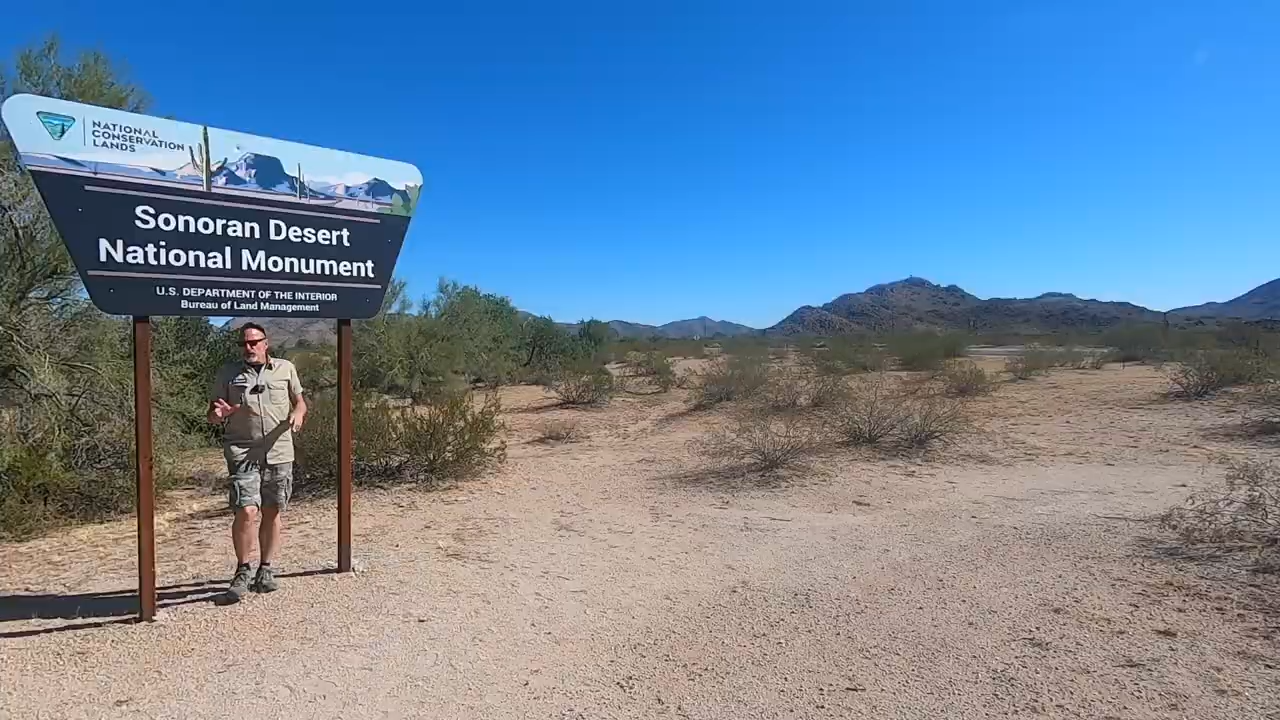 NATIONAL
CONSERVATION
LANDS
Sonoran Desert
National Monument
U.S. DEPARTMENT OF THE INTERIOR
Bureau of Land Management